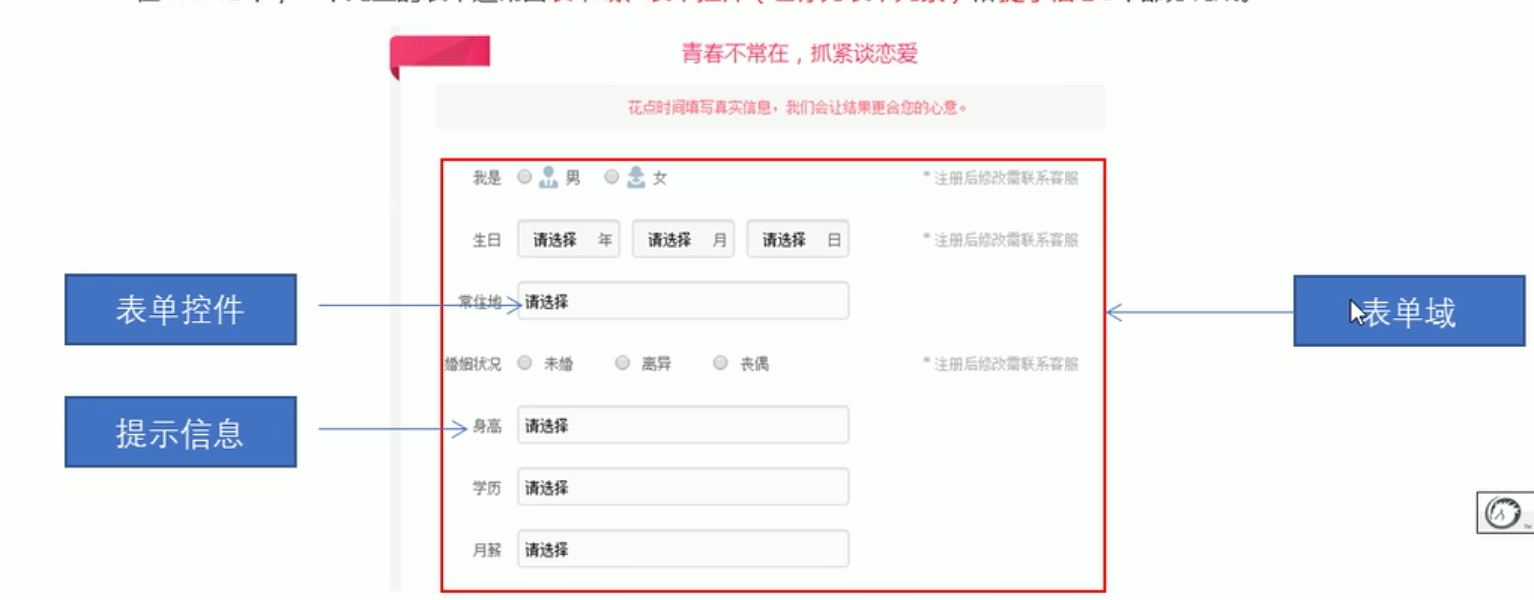 青春不常在，抓紧谈恋爱
花点时间填写真实信息，我们会让结果更合您的心意。
我是 男 女 * 注册后修改需联系客服
生日 请选择 年 请选择 月 请选择 日 * 注册后修改需联系客服
表单控件 常住地 请选择 表单域
婚姻状况 未婚 离异 丧偶 * 注册后修改需联系客服
提示信息 身高 请选择
学历 请选择
月薪 请选择